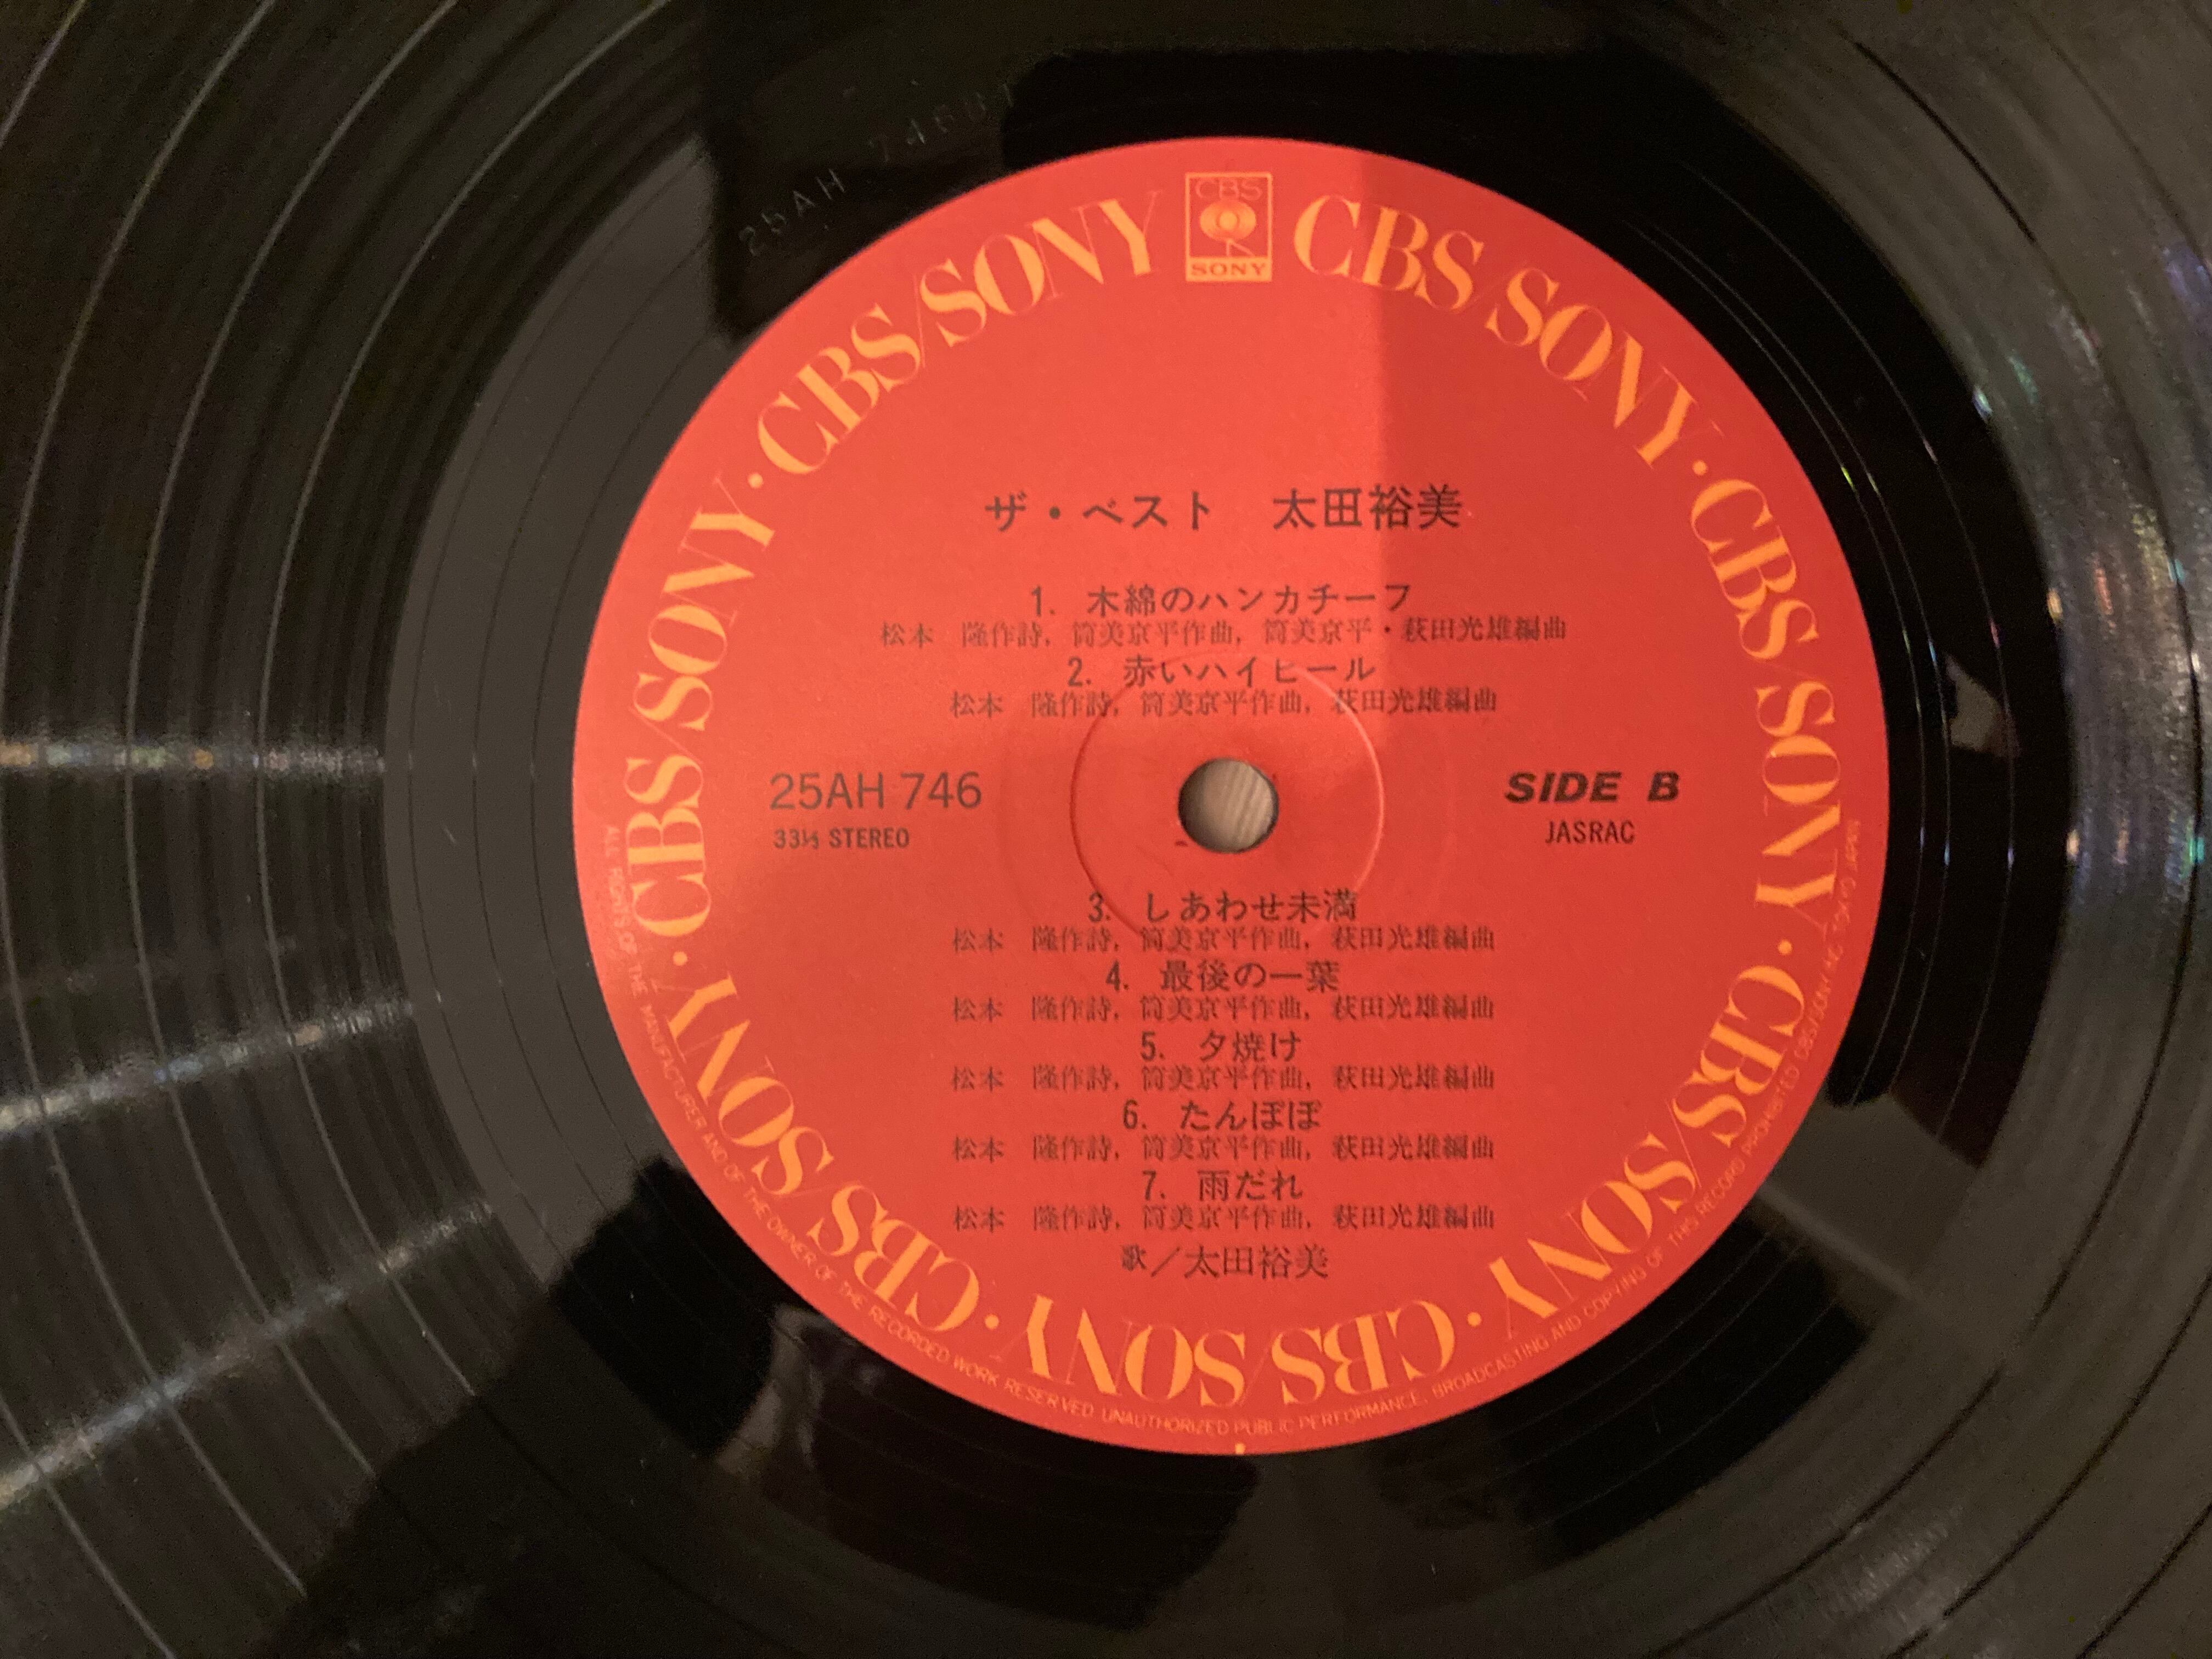 CBS
SONY
CBS/SONY · CBS/SONY · CBS/SONY · CBS/SONY · CBS/SONY · CBS/SONY · CBS/SONY · CBS/SONY
25AH 746B1
ザ・ベスト 太田裕美
1. 木綿のハンカチーフ
松本 隆作詩, 筒美京平作曲, 筒美京平・萩田光雄編曲
2. 赤いハイヒール
松本 隆作詩, 筒美京平作曲, 萩田光雄編曲
25AH 746
33⅓ STEREO
SIDE B
JASRAC
3. しあわせ未満
松本 隆作詩, 筒美京平作曲, 萩田光雄編曲
4. 最後の一葉
松本 隆作詩, 筒美京平作曲, 萩田光雄編曲
5. 夕焼け
松本 隆作詩, 筒美京平作曲, 萩田光雄編曲
6. たんぽぽ
松本 隆作詩, 筒美京平作曲, 萩田光雄編曲
7. 雨だれ
松本 隆作詩, 筒美京平作曲, 萩田光雄編曲
歌／太田裕美
ALL RIGHTS OF THE MANUFACTURER AND OF THE OWNER OF THE RECORDED WORK RESERVED. UNAUTHORIZED PUBLIC PERFORMANCE, BROADCASTING AND COPYING OF THIS RECORD PROHIBITED CBS/SONY INC. TOKYO JAPAN